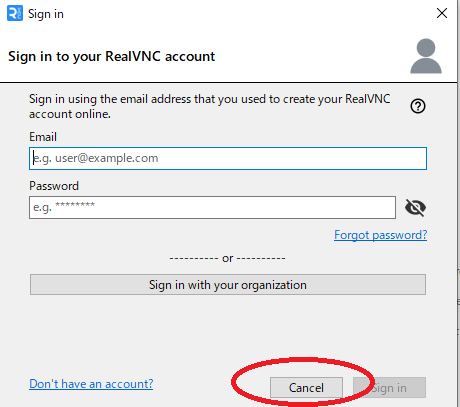 Sign in
Sign in to your RealVNC account
Sign in using the email address that you used to create your RealVNC
account online.
Email
e.g. user@example.com
Password
e.g. ********
Forgot password?
---------- or ----------
Sign in with your organization
Don't have an account?
Cancel
Sign in